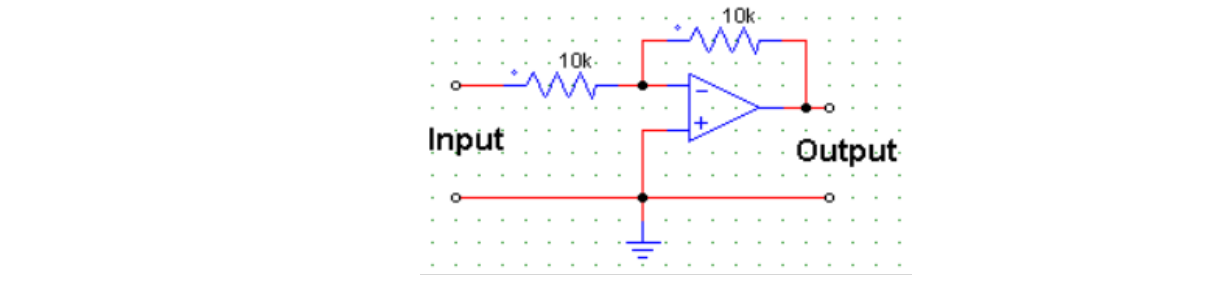 10k
10k
−
+
Input
Output